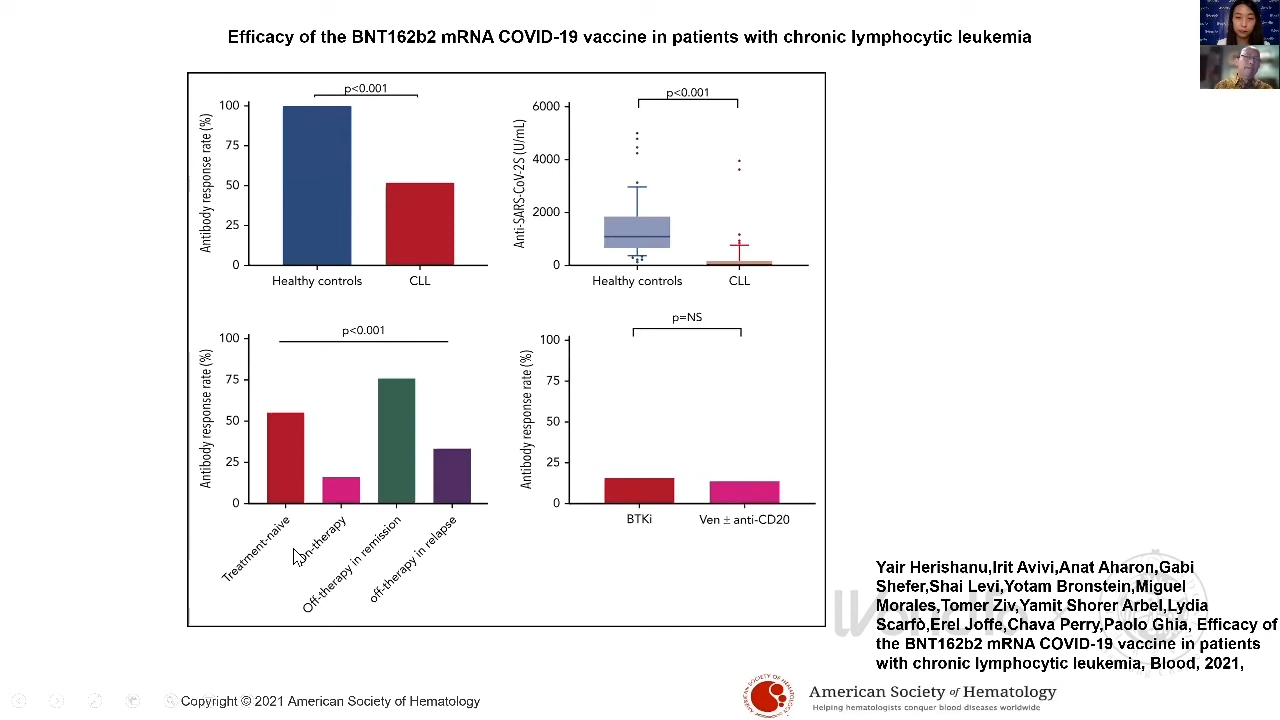 Efficacy of the BNT162b2 mRNA COVID-19 vaccine in patients with chronic lymphocytic leukemia
p<0.001
100
75
50
25
0
Antibody response rate (%)
Healthy controls
CLL
p<0.001
6000
4000
2000
0
Anti-SARS-CoV-2S (U/mL)
Healthy controls
CLL
p<0.001
100
75
50
25
0
Antibody response rate (%)
Treatment-naive
Off-therapy in remission
off-therapy in relapse
p=NS
100
75
50
25
0
Antibody response rate (%)
BTKi
Ven ± anti-CD20
Yair Herishanu,Irit Avivi,Anat Aharon,Gabi
Shefer,Shai Levi,Yotam Bronstein,Miguel
Morales,Tomer Ziv,Yamit Shorer Arbel,Lydia
Scarfò,Erel Joffe,Chava Perry,Paolo Ghia, Efficacy of
the BNT162b2 mRNA COVID-19 vaccine in patients
with chronic lymphocytic leukemia, Blood, 2021,
Copyright © 2021 American Society of Hematology
American Society of Hematology
Helping hematologists conquer blood diseases worldwide